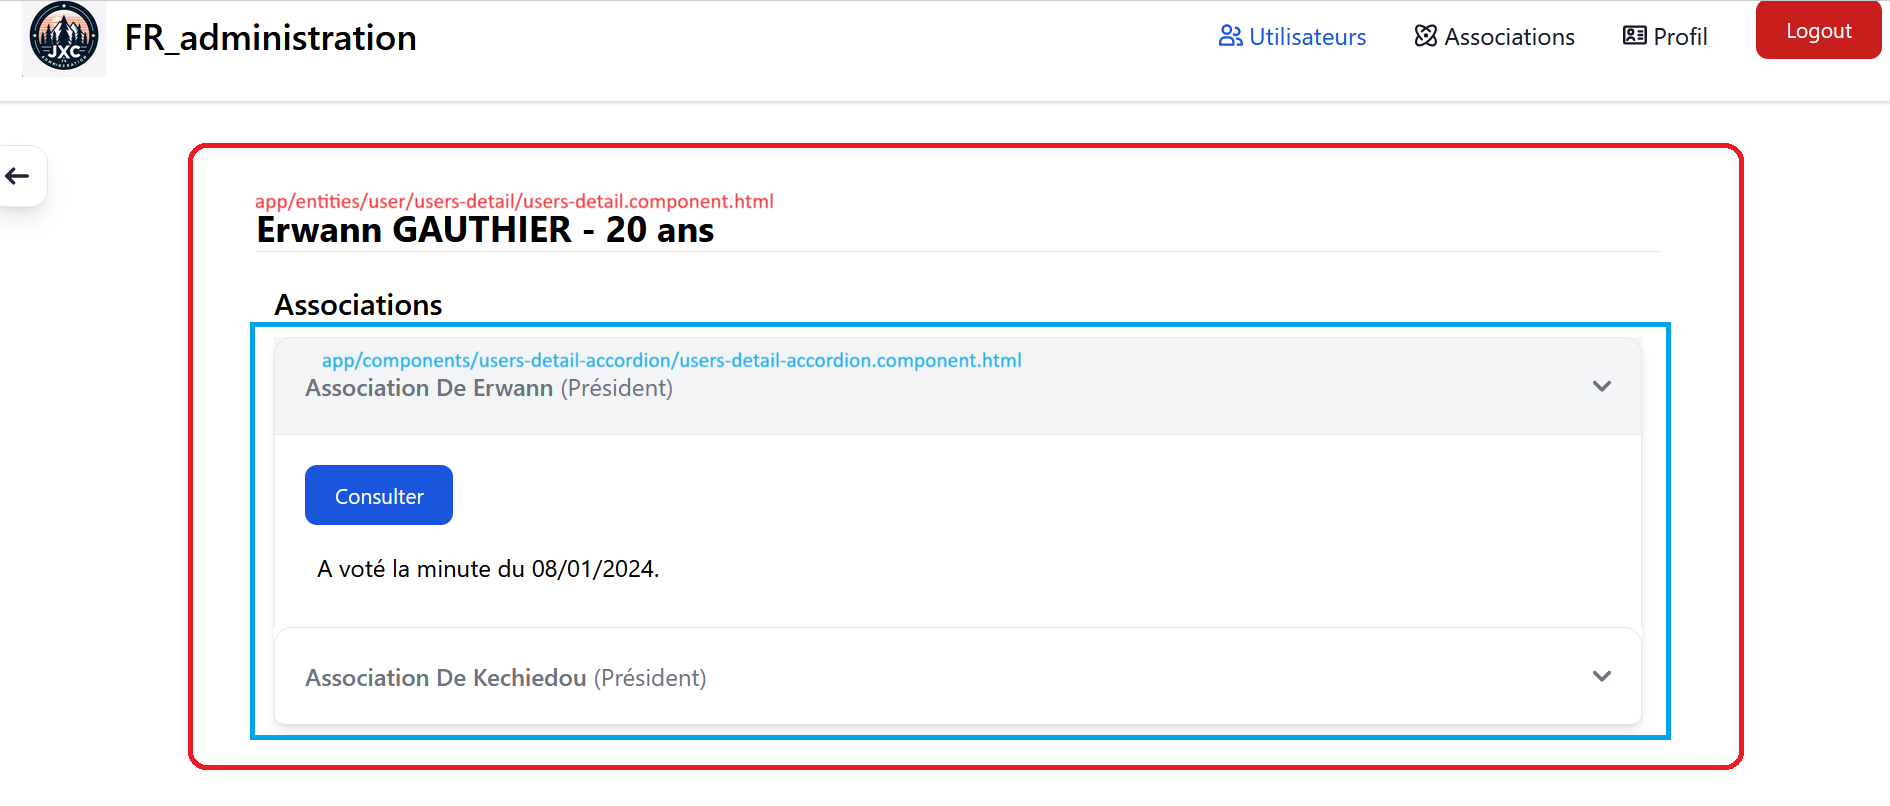 JXC
FR_administration
Utilisateurs
Associations
Profil
Logout
app/entities/user/users-detail/users-detail.component.html
Erwann GAUTHIER - 20 ans
Associations
app/components/users-detail-accordion/users-detail-accordion.component.html
Association De Erwann (Président)
Consulter
A voté la minute du 08/01/2024.
Association De Kechiedou (Président)